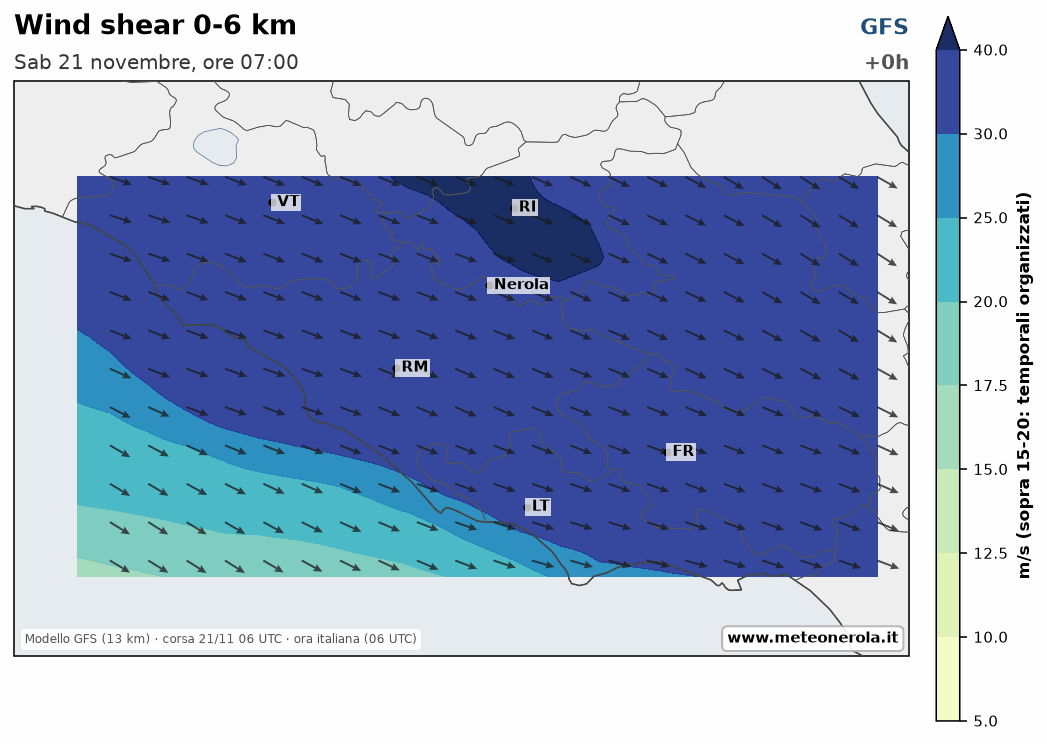 Wind shear 0-6 km
GFS
Sab 21 novembre, ore 07:00
+0h
VT
RI
Nerola
RM
FR
LT
Modello GFS (13 km) · corsa 21/11 06 UTC · ora italiana (06 UTC)
www.meteonerola.it
40.0
30.0
25.0
20.0
17.5
15.0
12.5
10.0
5.0
m/s (sopra 15-20: temporali organizzati)